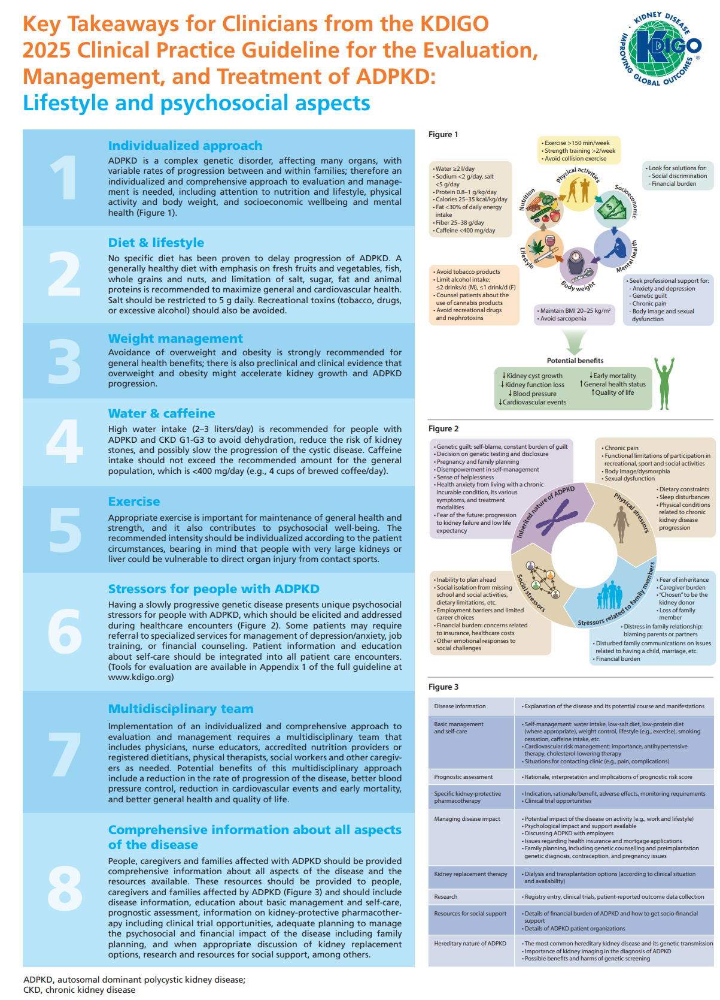 Key Takeaways for Clinicians from the KDIGO
2025 Clinical Practice Guideline for the Evaluation,
Management, and Treatment of ADPKD:
Lifestyle and psychosocial aspects
KIDNEY DISEASE
IMPROVING GLOBAL OUTCOMES
KDIGO
®
1
Individualized approach
ADPKD is a complex genetic disorder, affecting many organs, with
variable rates of progression between and within families; therefore an
individualized and comprehensive approach to evaluation and manage-
ment is needed, including attention to nutrition and lifestyle, physical
activity and body weight, and socioeconomic wellbeing and mental
health (Figure 1).
2
Diet & lifestyle
No specific diet has been proven to delay progression of ADPKD. A
generally healthy diet with emphasis on fresh fruits and vegetables, fish,
whole grains and nuts, and limitation of salt, sugar, fat and animal
proteins is recommended to maximize general and cardiovascular health.
Salt should be restricted to 5 g daily. Recreational toxins (tobacco, drugs,
or excessive alcohol) should also be avoided.
3
Weight management
Avoidance of overweight and obesity is strongly recommended for
general health benefits; there is also preclinical and clinical evidence that
overweight and obesity might accelerate kidney growth and ADPKD
progression.
4
Water & caffeine
High water intake (2–3 liters/day) is recommended for people with
ADPKD and CKD G1-G3 to avoid dehydration, reduce the risk of kidney
stones, and possibly slow the progression of the cystic disease. Caffeine
intake should not exceed the recommended amount for the general
population, which is <400 mg/day (e.g., 4 cups of brewed coffee/day).
5
Exercise
Appropriate exercise is important for maintenance of general health and
strength, and it also contributes to psychosocial well-being. The
recommended intensity should be individualized according to the patient
circumstances, bearing in mind that people with very large kidneys or
liver could be vulnerable to direct organ injury from contact sports.
6
Stressors for people with ADPKD
Having a slowly progressive genetic disease presents unique psychosocial
stressors for people with ADPKD, which should be elicited and addressed
during healthcare encounters (Figure 2). Some patients may require
referral to specialized services for management of depression/anxiety, job
training, or financial counseling. Patient information and education
about self-care should be integrated into all patient care encounters.
(Tools for evaluation are available in Appendix 1 of the full guideline at
www.kdigo.org)
7
Multidisciplinary team
Implementation of an individualized and comprehensive approach to
evaluation and management requires a multidisciplinary team that
includes physicians, nurse educators, accredited nutrition providers or
registered dietitians, physical therapists, social workers and other caregiv-
ers as needed. Potential benefits of this multidisciplinary approach
include a reduction in the rate of progression of the disease, better blood
pressure control, reduction in cardiovascular events and early mortality,
and better general health and quality of life.
8
Comprehensive information about all aspects
of the disease
People, caregivers and families affected with ADPKD should be provided
comprehensive information about all aspects of the disease and the
resources available. These resources should be provided to people,
caregivers and families affected by ADPKD (Figure 3) and should include
disease information, education about basic management and self-care,
prognostic assessment, information on kidney-protective pharmacother-
apy including clinical trial opportunities, adequate planning to manage
the psychosocial and financial impact of the disease including family
planning, and when appropriate discussion of kidney replacement
options, research and resources for social support, among others.
ADPKD, autosomal dominant polycystic kidney disease;
CKD, chronic kidney disease
Figure 1
• Exercise >150 min/week
• Strength training >2/week
• Avoid collision exercise
• Water ≥2 l/day
• Sodium <2 g/day, salt
<5 g/day
• Protein 0.8–1 g/kg/day
• Calories 25–35 kcal/kg/day
• Fat <30% of daily energy
intake
• Fiber 25–38 g/day
• Caffeine <400 mg/day
• Look for solutions for:
- Social discrimination
- Financial burden
Physical activities
Nutrition
Socioeconomic
Lifestyle
Mental health
Body weight
• Avoid tobacco products
• Limit alcohol intake:
≤2 drinks/d (M), ≤1 drink/d (F)
• Counsel patients about the
use of cannabis products
• Avoid recreational drugs
and nephrotoxins
• Maintain BMI 20–25 kg/m²
• Avoid sarcopenia
• Seek professional support for:
- Anxiety and depression
- Genetic guilt
- Chronic pain
- Body image and sexual
dysfunction
Potential benefits
↓ Kidney cyst growth
↓ Kidney function loss
↓ Blood pressure
↓ Cardiovascular events
↓ Early mortality
↑ General health status
↑ Quality of life
Figure 2
• Genetic guilt: self-blame, constant burden of guilt
• Decision on genetic testing and disclosure
• Pregnancy and family planning
• Disempowerment in self-management
• Sense of helplessness
• Health anxiety from living with a chronic
incurable condition, its various
symptoms, and treatment
modalities
• Fear of the future: progression
to kidney failure and low life
expectancy
• Chronic pain
• Functional limitations of participation in
recreational, sport and social activities
• Body image/dysmorphia
• Sexual dysfunction
• Dietary constraints
• Sleep disturbances
• Physical conditions
related to chronic
kidney disease
progression
Inherited nature of ADPKD
Physical stressors
Social stressors
Stressors related to family members
• Inability to plan ahead
• Social isolation from missing
school and social activities,
dietary limitations, etc.
• Employment barriers and limited
career choices
• Financial burden: concerns related
to insurance, healthcare costs
• Other emotional responses to
social challenges
• Fear of inheritance
• Caregiver burden
• “Chosen” to be the
kidney donor
• Loss of family
member
• Distress in family relationship:
blaming parents or partners
• Disturbed family communications on issues
related to having a child, marriage, etc.
• Financial burden
Figure 3
Disease information
• Explanation of the disease and its potential course and manifestations
Basic management
and self-care
• Self-management: water intake, low-salt diet, low-protein diet
(where appropriate), weight control, lifestyle (e.g., exercise), smoking
cessation, caffeine intake, etc.
• Cardiovascular risk management: importance, antihypertensive
therapy, cholesterol-lowering therapy
• Situations for contacting clinic (e.g., pain, complications)
Prognostic assessment
• Rationale, interpretation and implications of prognostic risk score
Specific kidney-protective
pharmacotherapy
• Indication, rationale/benefit, adverse effects, monitoring requirements
• Clinical trial opportunities
Managing disease impact
• Potential impact of the disease on activity (e.g., work and lifestyle)
• Psychological impact and support available
• Discussing ADPKD with employers
• Issues regarding health insurance and mortgage applications
• Family planning, including genetic counselling and preimplantation
genetic diagnosis, contraception, and pregnancy issues
Kidney replacement therapy
• Dialysis and transplantation options (according to clinical situation
and availability)
Research
• Registry entry, clinical trials, patient-reported outcome data collection
Resources for social support
• Details of financial burden of ADPKD and how to get socio-financial
support
• Details of ADPKD patient organizations
Hereditary nature of ADPKD
• The most common hereditary kidney disease and its genetic transmission
• Importance of kidney imaging in the diagnosis of ADPKD
• Possible benefits and harms of genetic screening